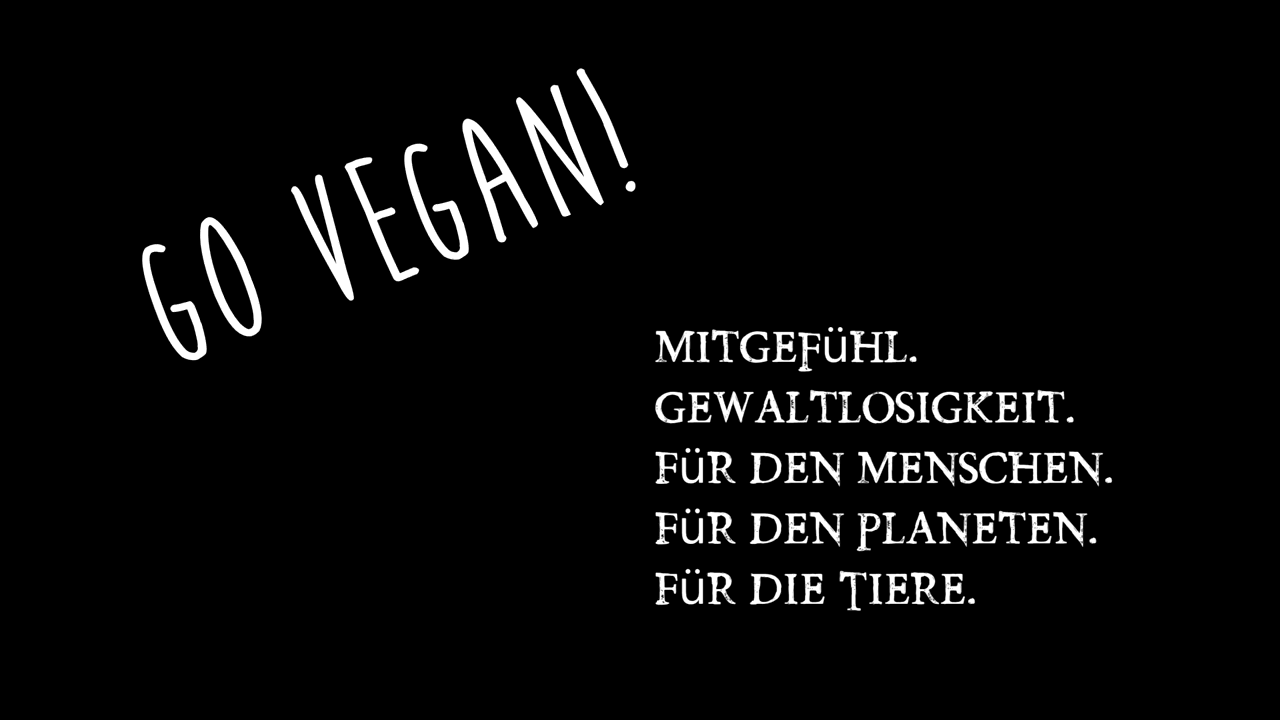 GO VEGAN!
MITGEFÜHL.
GEWALTLOSIGKEIT.
FÜR DEN MENSCHEN.
FÜR DEN PLANETEN.
FÜR DIE TIERE.